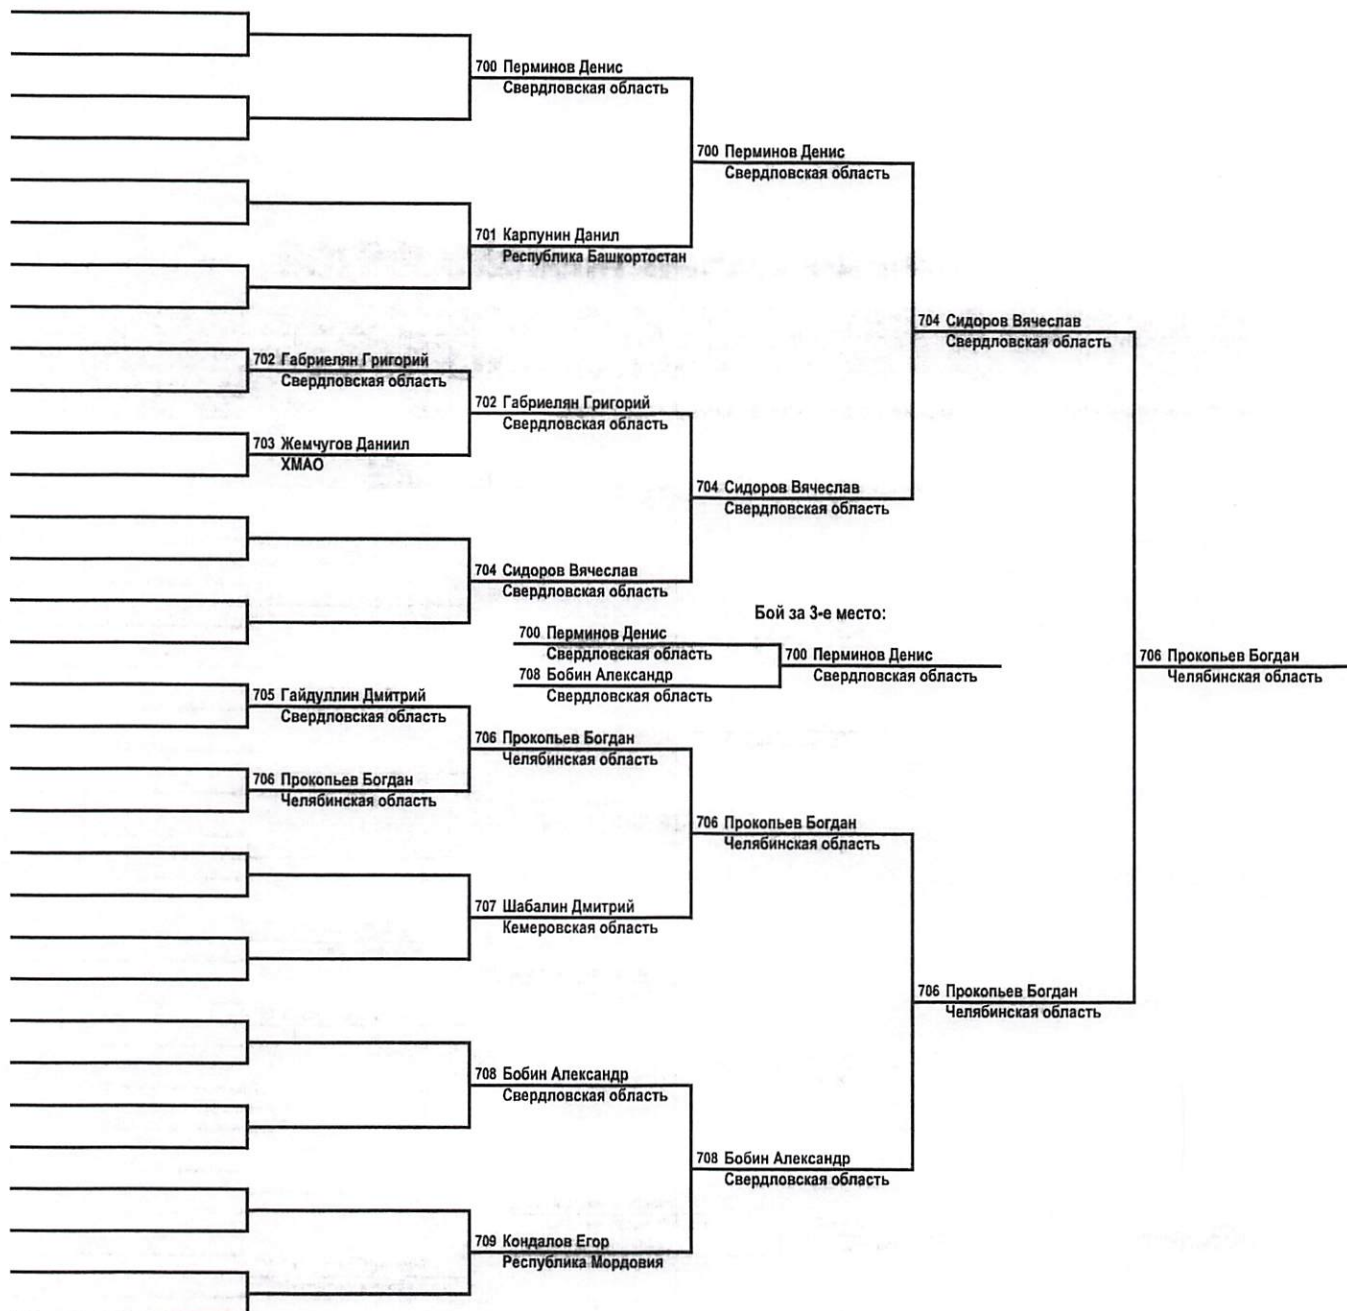 700 Перминов Денис
Свердловская область
700 Перминов Денис
Свердловская область
701 Карпунин Данил
Республика Башкортостан
704 Сидоров Вячеслав
Свердловская область
702 Габриелян Григорий
Свердловская область
702 Габриелян Григорий
Свердловская область
703 Жемчугов Даниил
ХМАО
704 Сидоров Вячеслав
Свердловская область
704 Сидоров Вячеслав
Свердловская область
Бой за 3-е место:
700 Перминов Денис
Свердловская область
700 Перминов Денис
Свердловская область
708 Бобин Александр
Свердловская область
706 Прокопьев Богдан
Челябинская область
705 Гайдуллин Дмитрий
Свердловская область
706 Прокопьев Богдан
Челябинская область
706 Прокопьев Богдан
Челябинская область
706 Прокопьев Богдан
Челябинская область
707 Шабалин Дмитрий
Кемеровская область
706 Прокопьев Богдан
Челябинская область
708 Бобин Александр
Свердловская область
708 Бобин Александр
Свердловская область
709 Кондалов Егор
Республика Мордовия